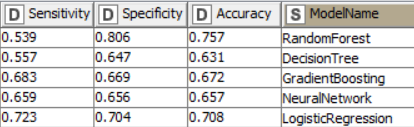 D Sensitivity D Specificity D Accuracy S ModelName
0.539 0.806 0.757 RandomForest
0.557 0.647 0.631 DecisionTree
0.683 0.669 0.672 GradientBoosting
0.659 0.656 0.657 NeuralNetwork
0.723 0.704 0.708 LogisticRegression